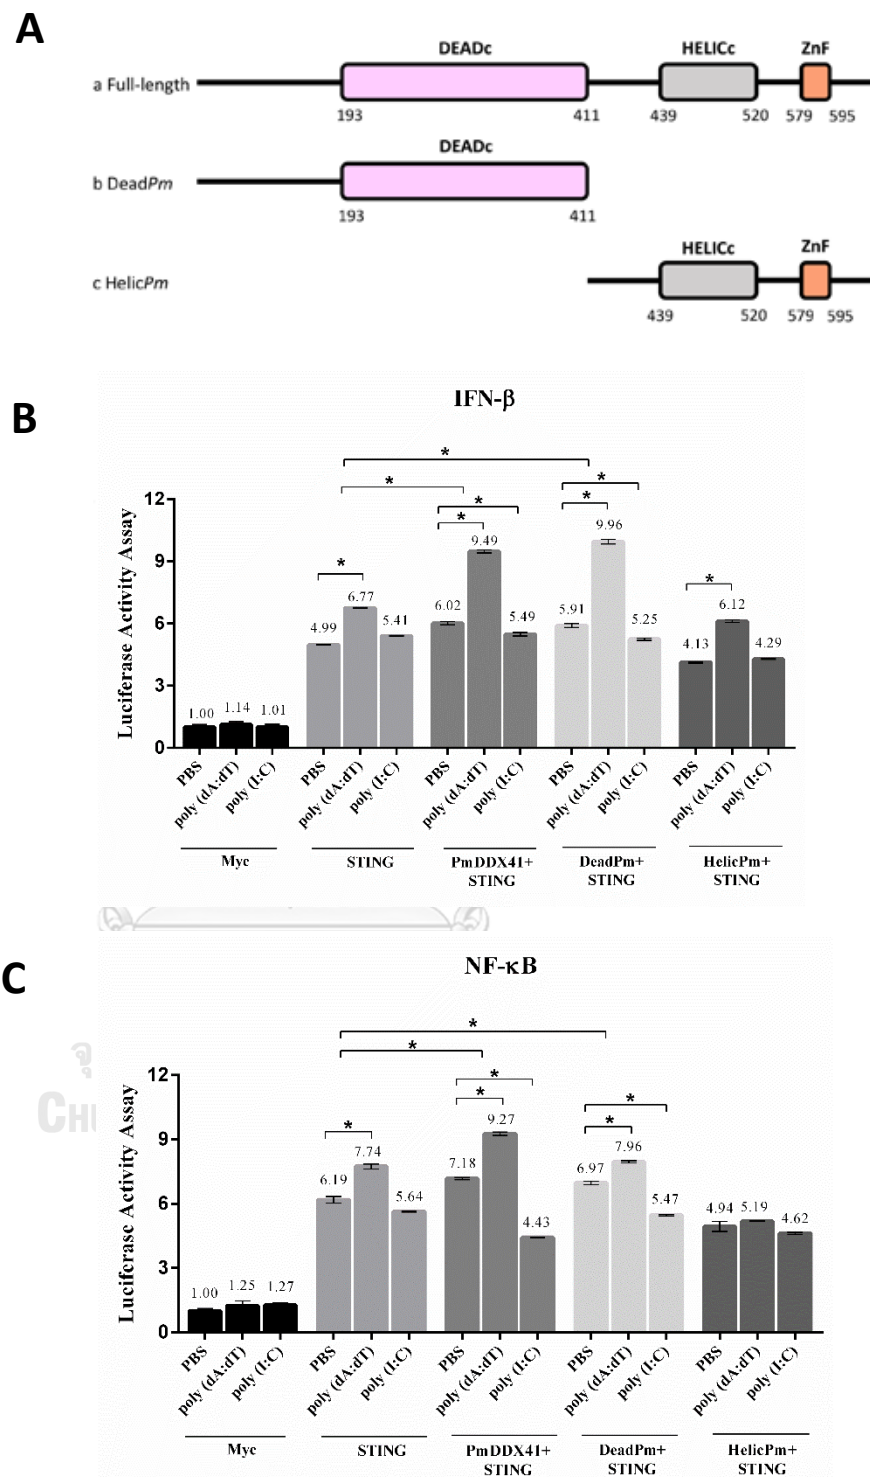 A
DEADc HELICc ZnF
a Full-length
193 411 439 520 579 595
DEADc
b DeadPm
193 411
HELICc ZnF
c HelicPm
439 520 579 595
B
IFN-β
Luciferase Activity Assay
12
9
6
3
0
* * * * * * * *
1.00 1.14 1.01 4.99 6.77 5.41 6.02 9.49 5.49 5.91 9.96 5.25 4.13 6.12 4.29
PBS poly (dA:dT) poly (I:C) PBS poly (dA:dT) poly (I:C) PBS poly (dA:dT) poly (I:C) PBS poly (dA:dT) poly (I:C) PBS poly (dA:dT) poly (I:C)
Myc STING PmDDX41+ DeadPm+ HelicPm+
STING STING STING
C
NF-κB
Luciferase Activity Assay
จุ
CHU
12
9
6
3
0
* * * * * * *
1.00 1.25 1.27 6.19 7.74 5.64 7.18 9.27 4.43 6.97 7.96 5.47 4.94 5.19 4.62
PBS poly (dA:dT) poly (I:C) PBS poly (dA:dT) poly (I:C) PBS poly (dA:dT) poly (I:C) PBS poly (dA:dT) poly (I:C) PBS poly (dA:dT) poly (I:C)
Myc STING PmDDX41+ DeadPm+ HelicPm+
STING STING STING